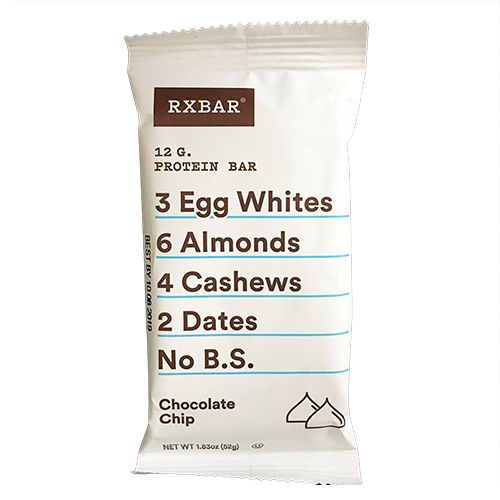 RXBAR®
12 G.
PROTEIN BAR
3 Egg Whites
6 Almonds
4 Cashews
2 Dates
No B.S.
Chocolate
Chip
NET WT 1.83oz (52g)
BEST BY 10.08.2019